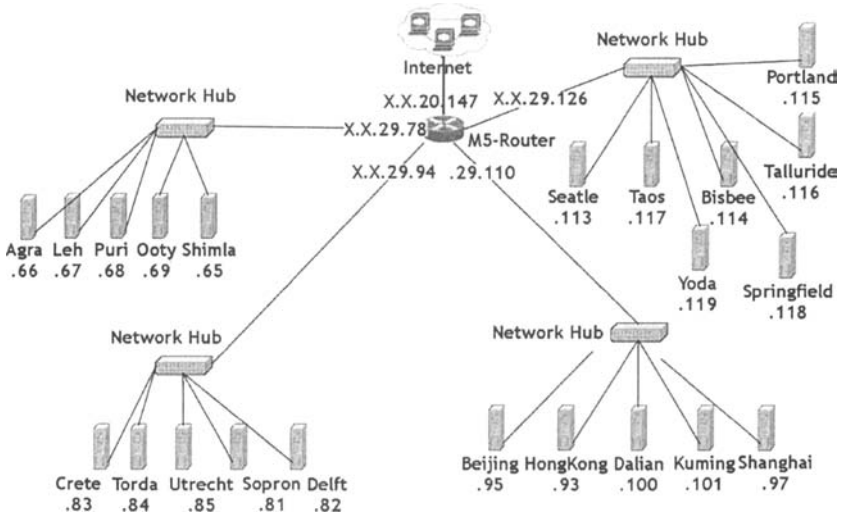 Internet
Network Hub
Portland
.115
Network Hub
X.X.20.147
X.X.29.126
X.X.29.78
M5-Router
Talluride
.116
X.X.29.94
.29.110
Seatle
.113
Taos
.117
Bisbee
.114
Agra
.66
Leh
.67
Puri
.68
Ooty
.69
Shimla
.65
Yoda
.119
Springfield
.118
Network Hub
Network Hub
Crete
.83
Torda
.84
Utrecht
.85
Sopron
.81
Delft
.82
Beijing
.95
HongKong
.93
Dalian
.100
Kuming
.101
Shanghai
.97